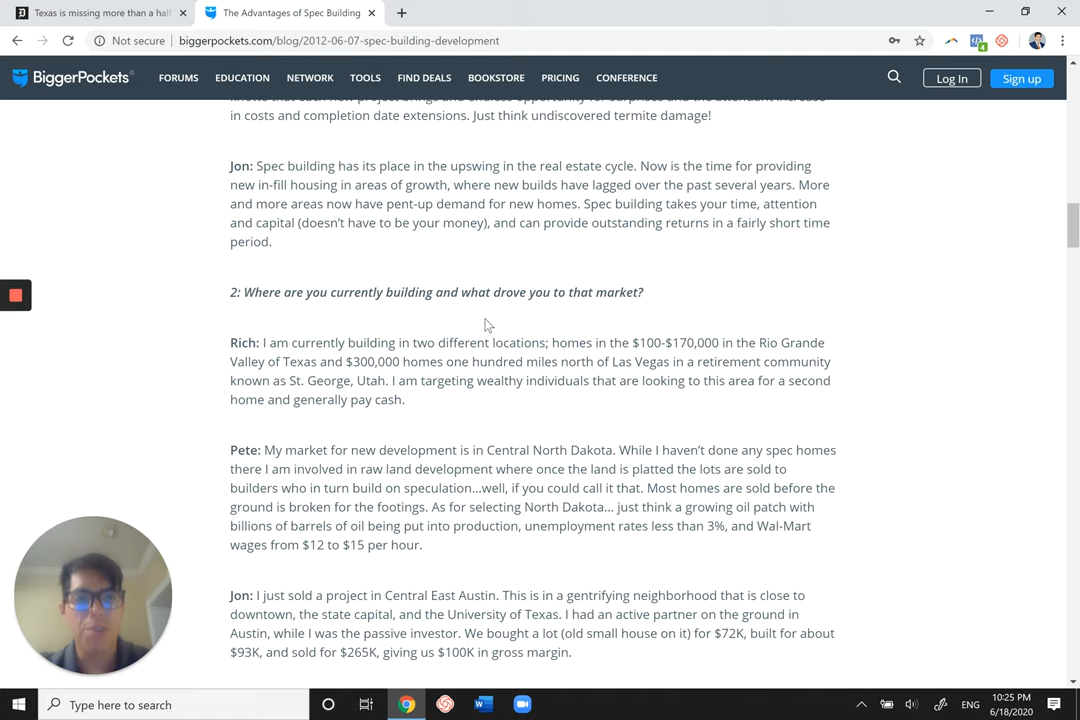 Texas is missing more than a hal
The Advantages of Spec Building
Not secure
biggerpockets.com/blog/2012-06-07-spec-building-development
4
BiggerPockets®
FORUMS EDUCATION NETWORK TOOLS FIND DEALS BOOKSTORE PRICING CONFERENCE
Log In
Sign up
in costs and completion date extensions. Just think undiscovered termite damage!
Jon: Spec building has its place in the upswing in the real estate cycle. Now is the time for providing
new in-fill housing in areas of growth, where new builds have lagged over the past several years. More
and more areas now have pent-up demand for new homes. Spec building takes your time, attention
and capital (doesn't have to be your money), and can provide outstanding returns in a fairly short time
period.
2: Where are you currently building and what drove you to that market?
Rich: I am currently building in two different locations; homes in the $100-$170,000 in the Rio Grande
Valley of Texas and $300,000 homes one hundred miles north of Las Vegas in a retirement community
known as St. George, Utah. I am targeting wealthy individuals that are looking to this area for a second
home and generally pay cash.
Pete: My market for new development is in Central North Dakota. While I haven't done any spec homes
there I am involved in raw land development where once the land is platted the lots are sold to
builders who in turn build on speculation…well, if you could call it that. Most homes are sold before the
ground is broken for the footings. As for selecting North Dakota… just think a growing oil patch with
billions of barrels of oil being put into production, unemployment rates less than 3%, and Wal-Mart
wages from $12 to $15 per hour.
Jon: I just sold a project in Central East Austin. This is in a gentrifying neighborhood that is close to
downtown, the state capital, and the University of Texas. I had an active partner on the ground in
Austin, while I was the passive investor. We bought a lot (old small house on it) for $72K, built for about
$93K, and sold for $265K, giving us $100K in gross margin.
Type here to search
ENG
10:25 PM
6/18/2020